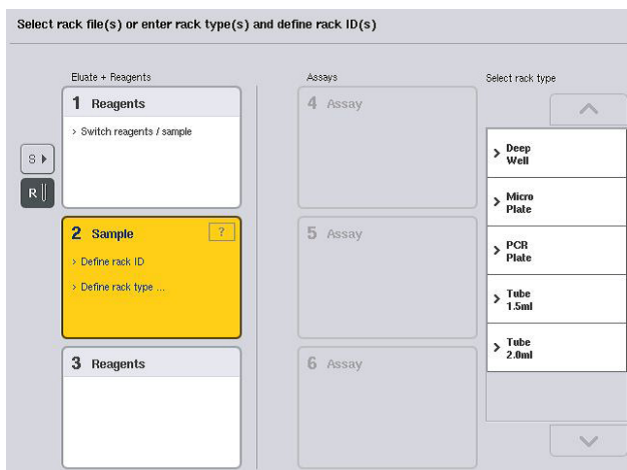 Select rack file(s) or enter rack type(s) and define rack ID(s)
Eluate + Reagents
Assays
Select rack type
1 Reagents
> Switch reagents / sample
S
R
2 Sample ?
> Define rack ID
> Define rack type ...
3 Reagents
4 Assay
5 Assay
6 Assay
> Deep
Well
> Micro
Plate
> PCR
Plate
> Tube
1.5ml
> Tube
2.0ml